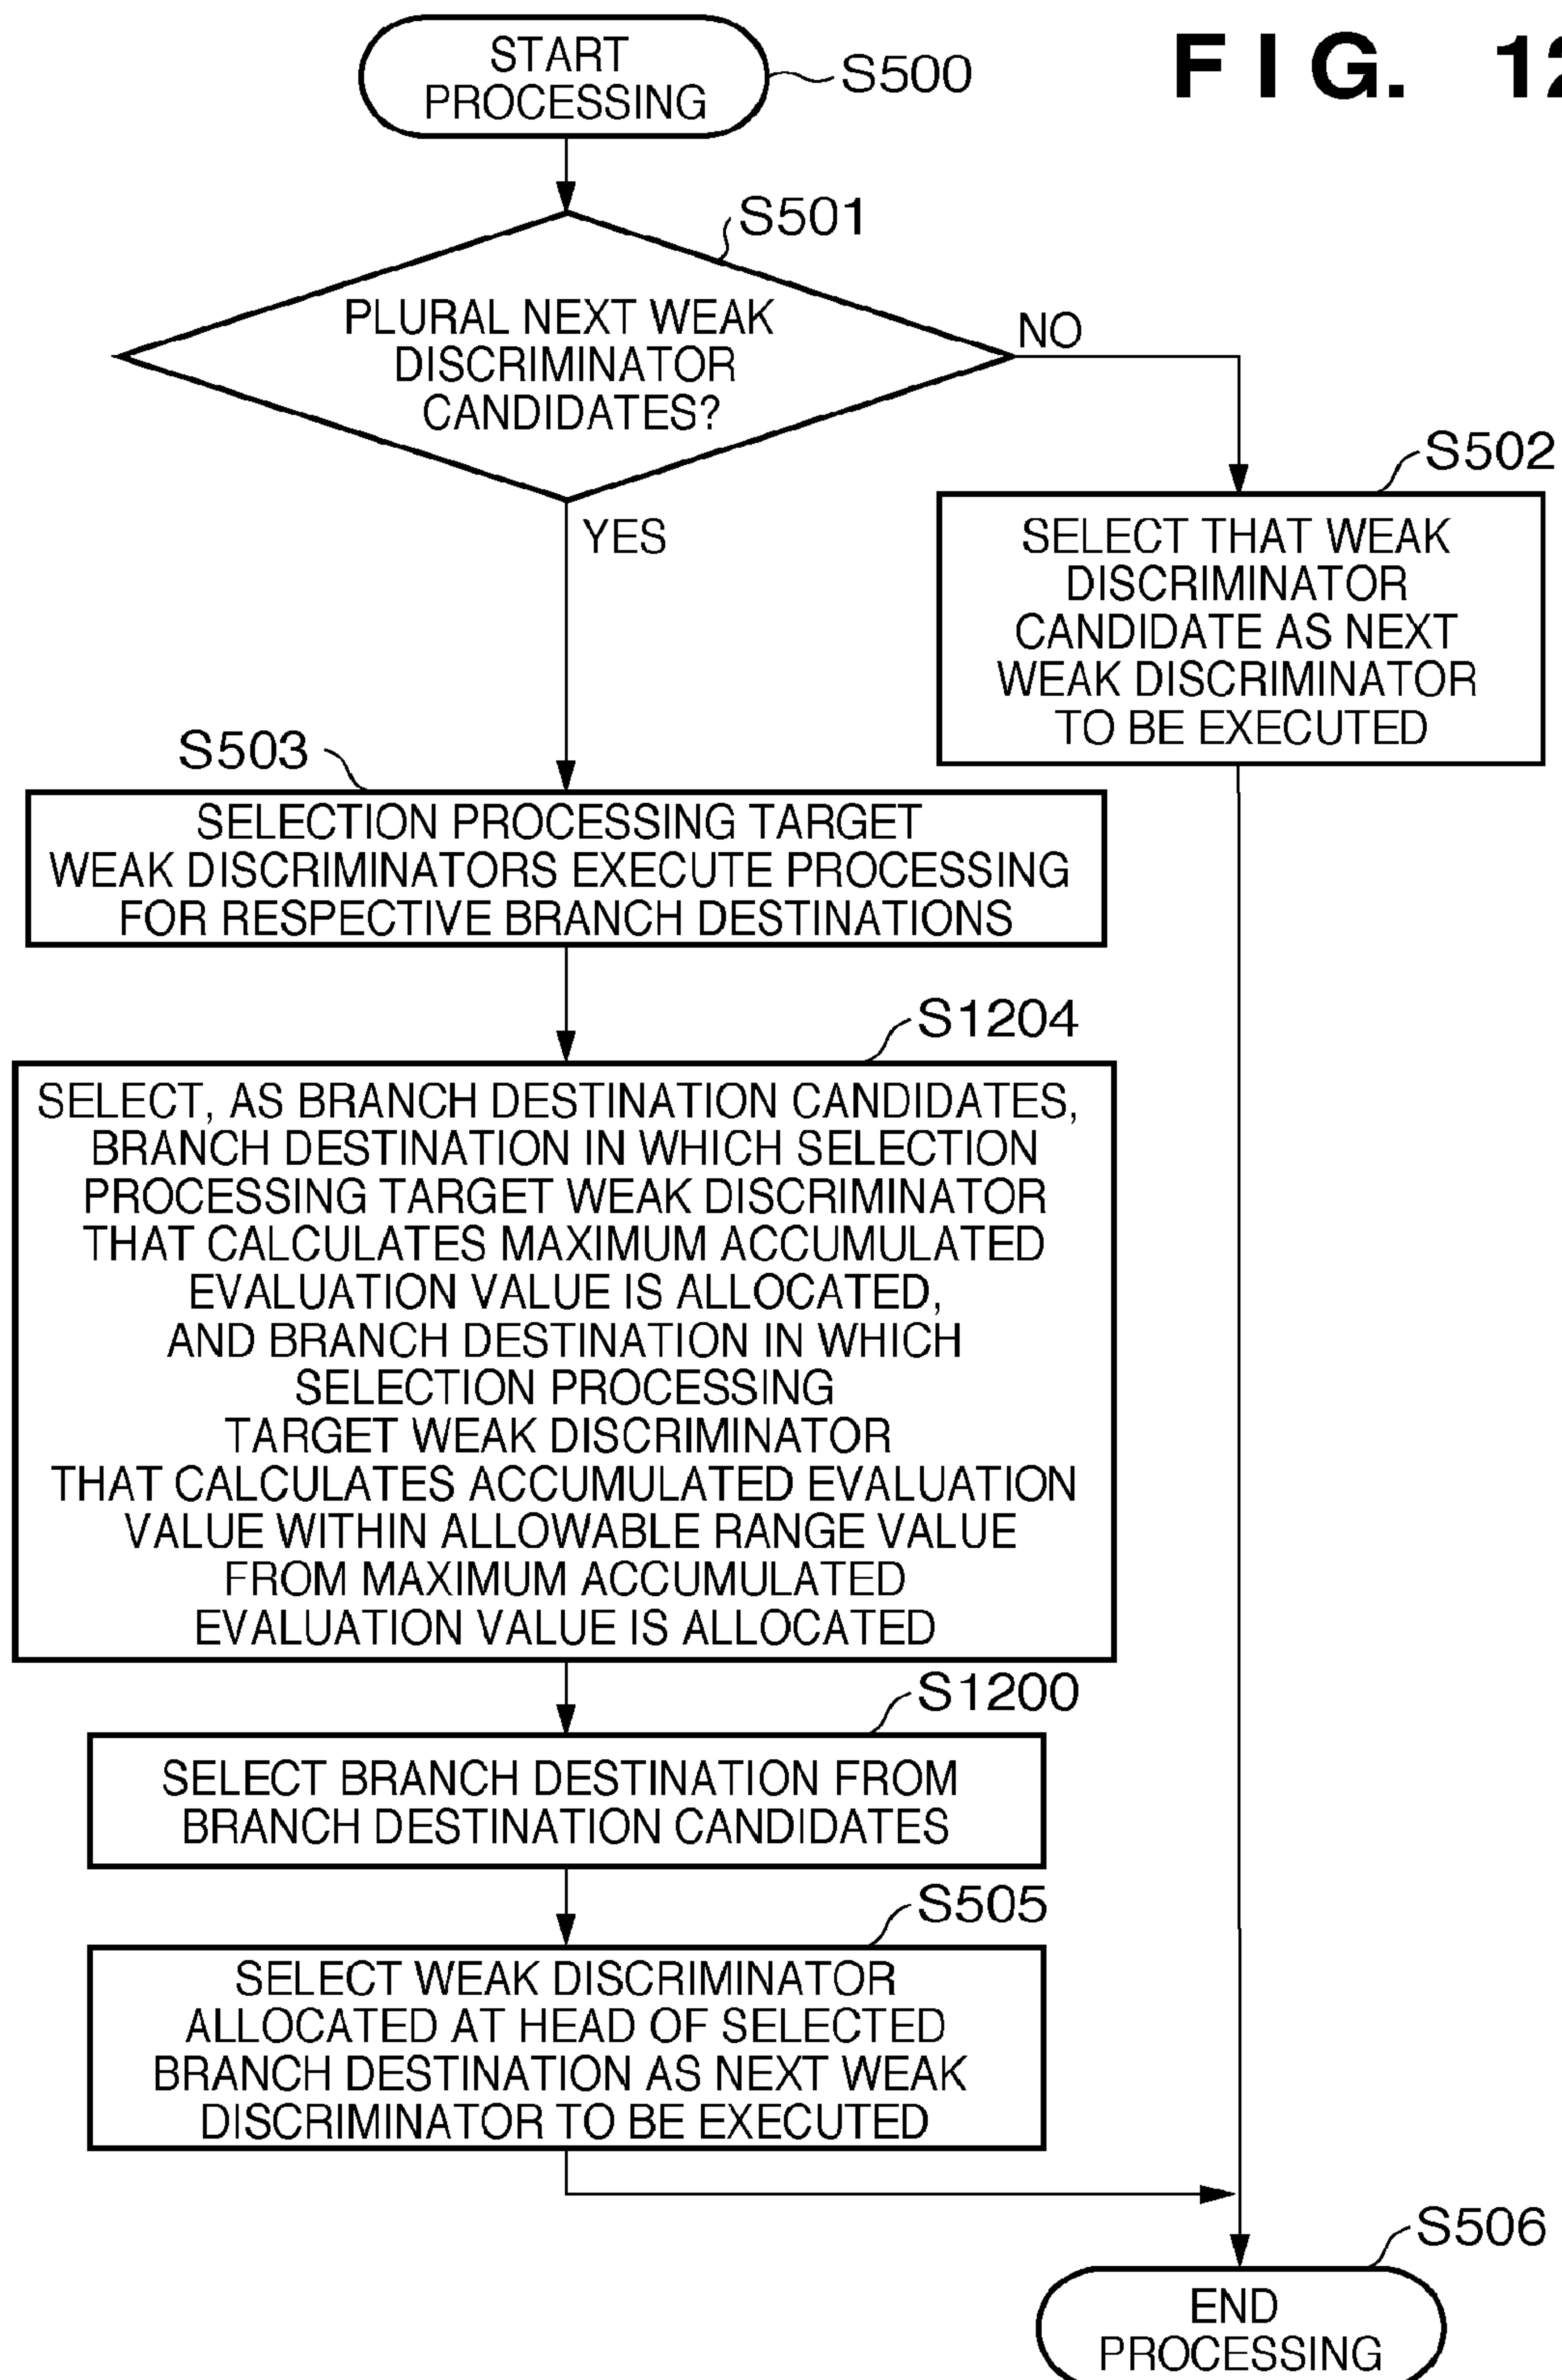 FIG. 12
START
PROCESSING
S500
S501
PLURAL NEXT WEAK
DISCRIMINATOR
CANDIDATES?
NO
YES
S502
SELECT THAT WEAK
DISCRIMINATOR
CANDIDATE AS NEXT
WEAK DISCRIMINATOR
TO BE EXECUTED
S503
SELECTION PROCESSING TARGET
WEAK DISCRIMINATORS EXECUTE PROCESSING
FOR RESPECTIVE BRANCH DESTINATIONS
S1204
SELECT, AS BRANCH DESTINATION CANDIDATES,
BRANCH DESTINATION IN WHICH SELECTION
PROCESSING TARGET WEAK DISCRIMINATOR
THAT CALCULATES MAXIMUM ACCUMULATED
EVALUATION VALUE IS ALLOCATED,
AND BRANCH DESTINATION IN WHICH
SELECTION PROCESSING
TARGET WEAK DISCRIMINATOR
THAT CALCULATES ACCUMULATED EVALUATION
VALUE WITHIN ALLOWABLE RANGE VALUE
FROM MAXIMUM ACCUMULATED
EVALUATION VALUE IS ALLOCATED
S1200
SELECT BRANCH DESTINATION FROM
BRANCH DESTINATION CANDIDATES
S505
SELECT WEAK DISCRIMINATOR
ALLOCATED AT HEAD OF SELECTED
BRANCH DESTINATION AS NEXT WEAK
DISCRIMINATOR TO BE EXECUTED
S506
END
PROCESSING